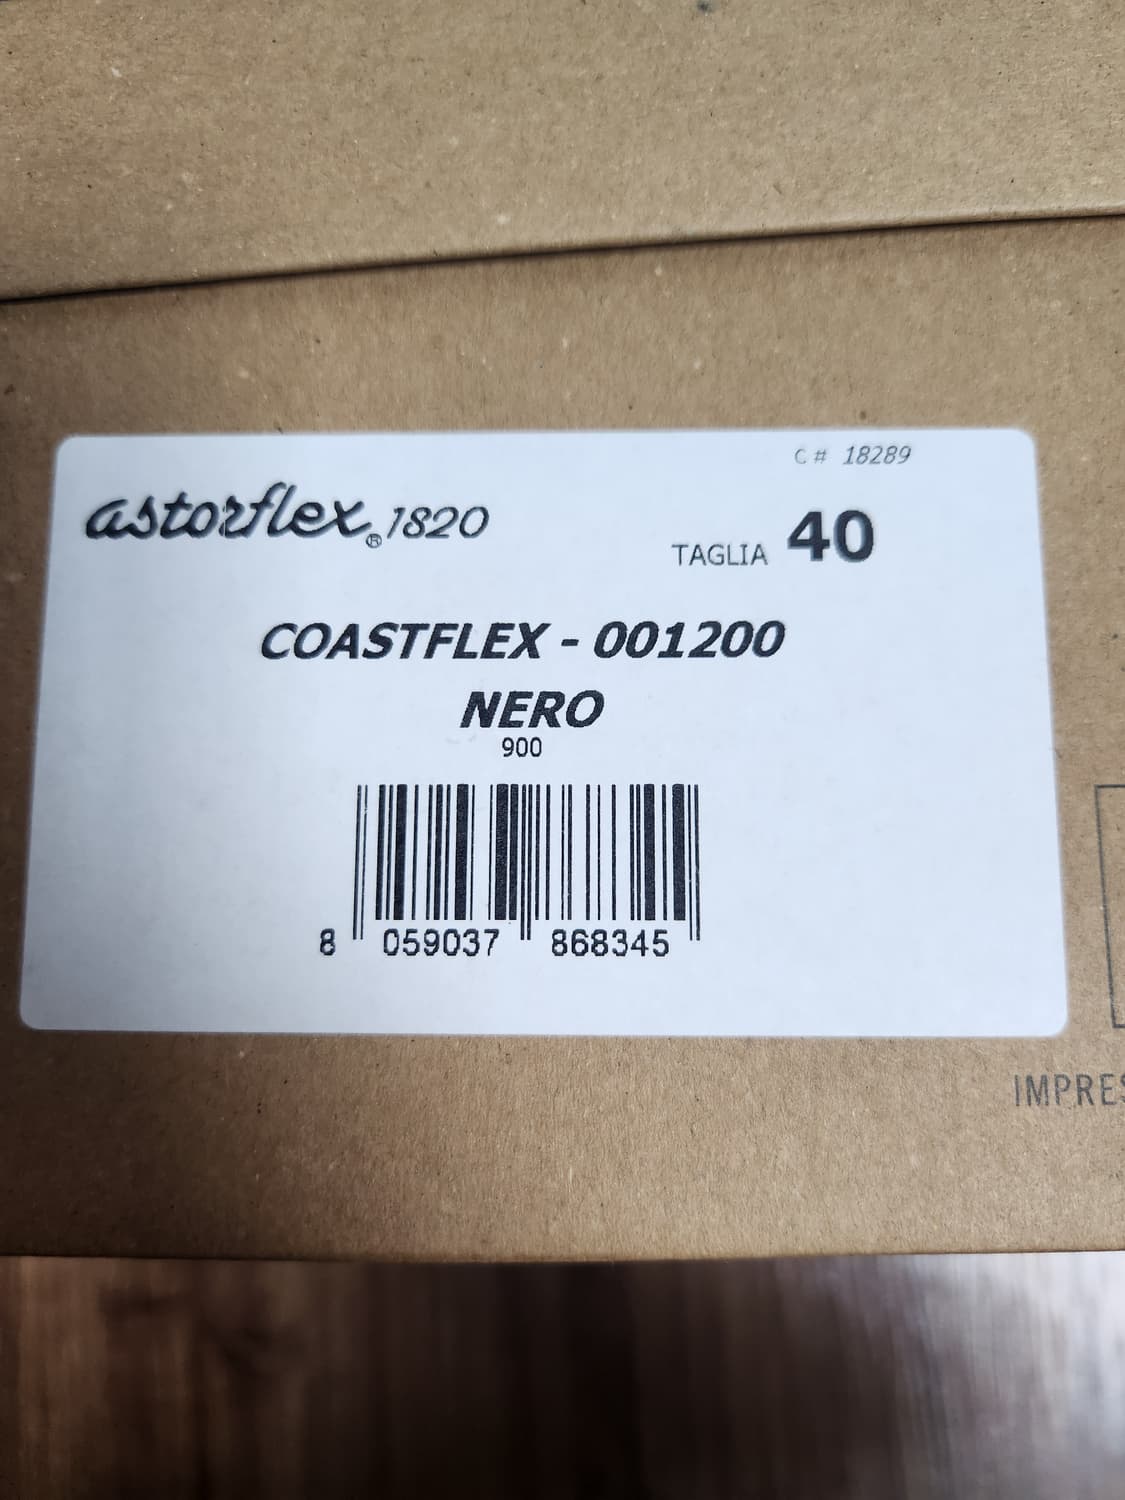 C# 18289
astorflex® 1820
TAGLIA 40
COASTFLEX - 001200
NERO
900
8 059037 868345